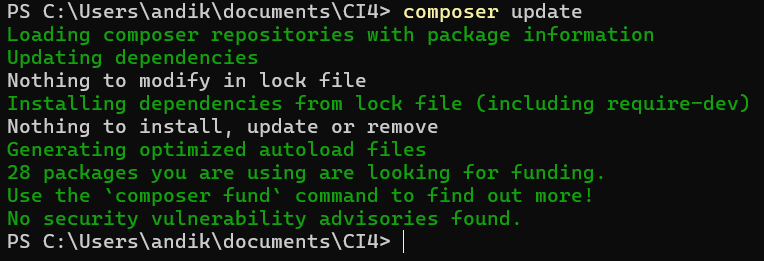 PS C:\Users\andik\documents\CI4> composer update
Loading composer repositories with package information
Updating dependencies
Nothing to modify in lock file
Installing dependencies from lock file (including require-dev)
Nothing to install, update or remove
Generating optimized autoload files
28 packages you are using are looking for funding.
Use the `composer fund` command to find out more!
No security vulnerability advisories found.
PS C:\Users\andik\documents\CI4>